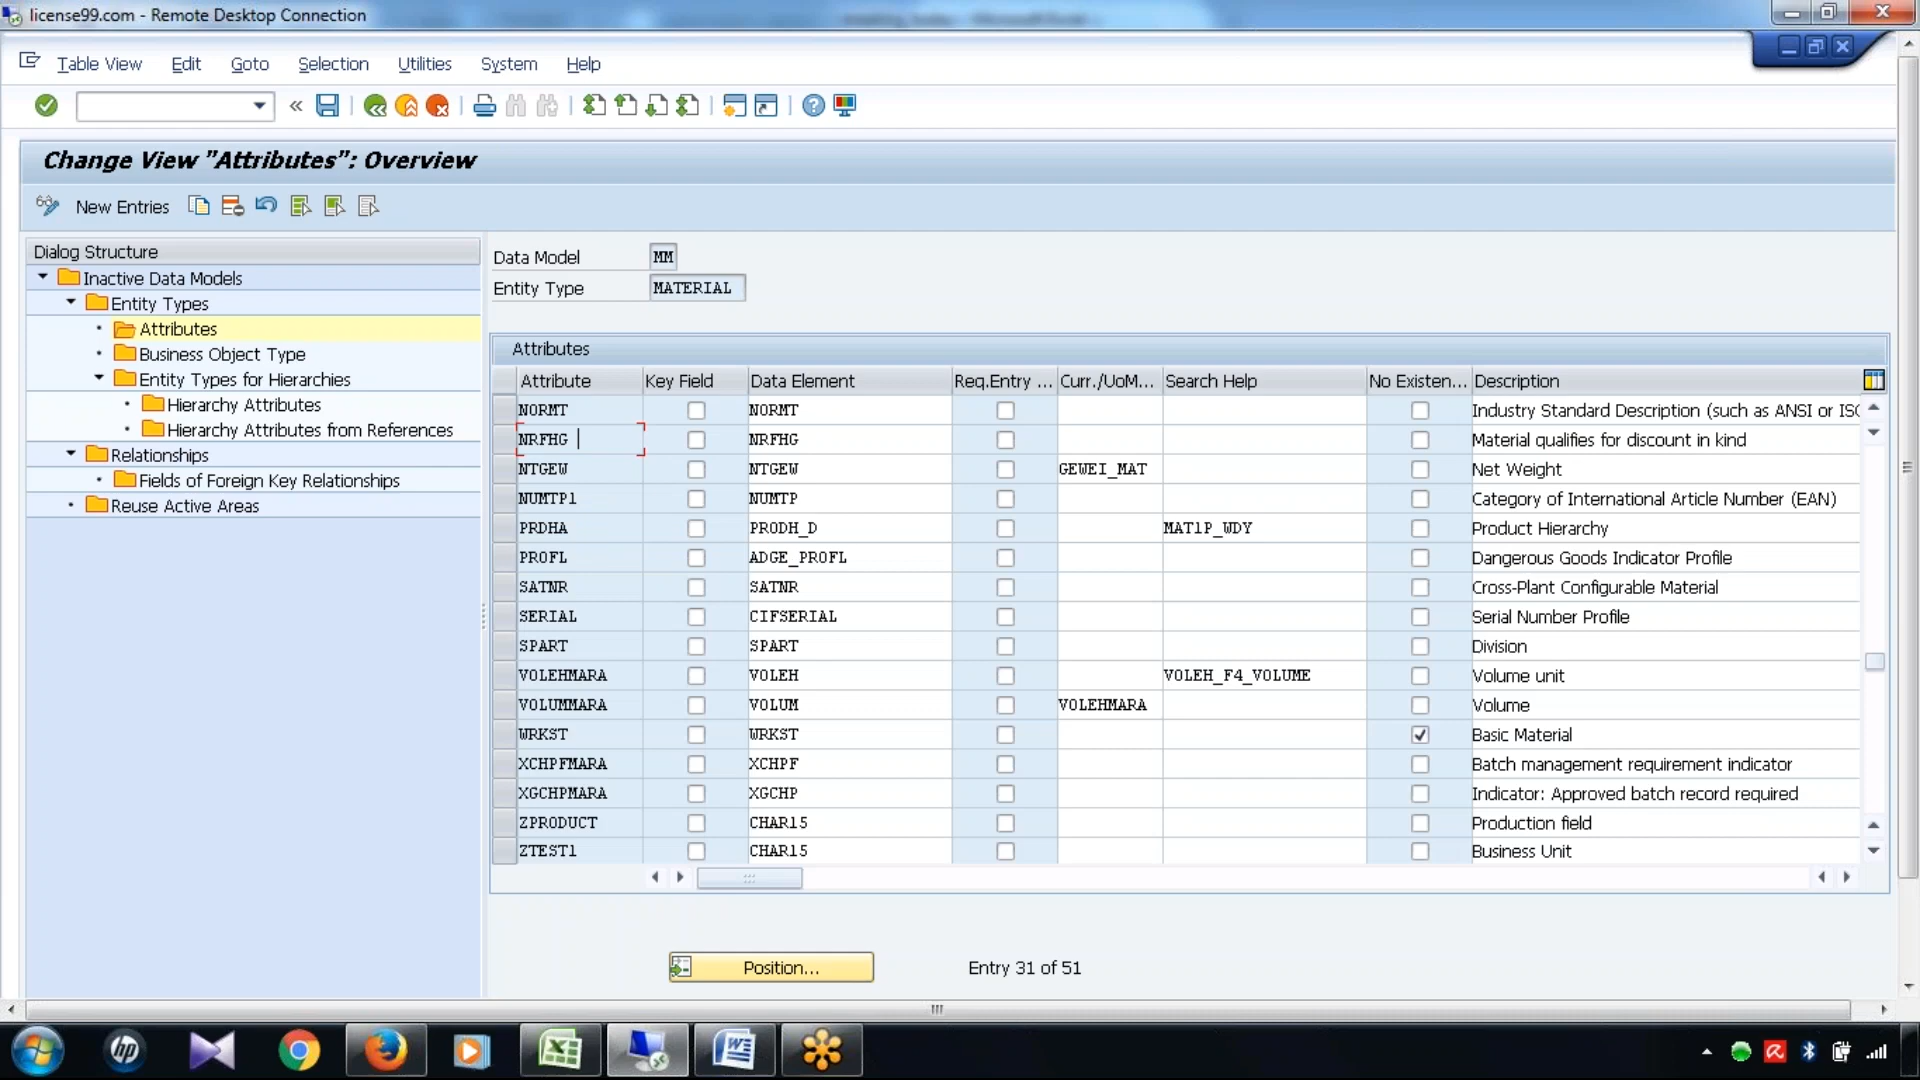 license99.com - Remote Desktop Connection
Table View Edit Goto Selection Utilities System Help
Change View "Attributes": Overview
New Entries
Dialog Structure
Inactive Data Models
Entity Types
Attributes
Business Object Type
Entity Types for Hierarchies
Hierarchy Attributes
Hierarchy Attributes from References
Relationships
Fields of Foreign Key Relationships
Reuse Active Areas
Data Model MM
Entity Type MATERIAL
Attributes
Attribute Key Field Data Element Req.Entry ... Curr./UoM... Search Help No Existen... Description
NORMT NORMT Industry Standard Description (such as ANSI or ISO
NRFHG NRFHG Material qualifies for discount in kind
NTGEW NTGEW GEWEI_MAT Net Weight
NUMTP1 NUMTP Category of International Article Number (EAN)
PRDHA PRODH_D MAT1P_WDY Product Hierarchy
PROFL ADGE_PROFL Dangerous Goods Indicator Profile
SATNR SATNR Cross-Plant Configurable Material
SERIAL CIFSERIAL Serial Number Profile
SPART SPART Division
VOLEHMARA VOLEH VOLEH_F4_VOLUME Volume unit
VOLUMMARA VOLUM VOLEHMARA Volume
WRKST WRKST Basic Material
XCHPFMARA XCHPF Batch management requirement indicator
XGCHPMARA XGCHP Indicator: Approved batch record required
ZPRODUCT CHAR15 Production field
ZTEST1 CHAR15 Business Unit
Position... Entry 31 of 51
hp